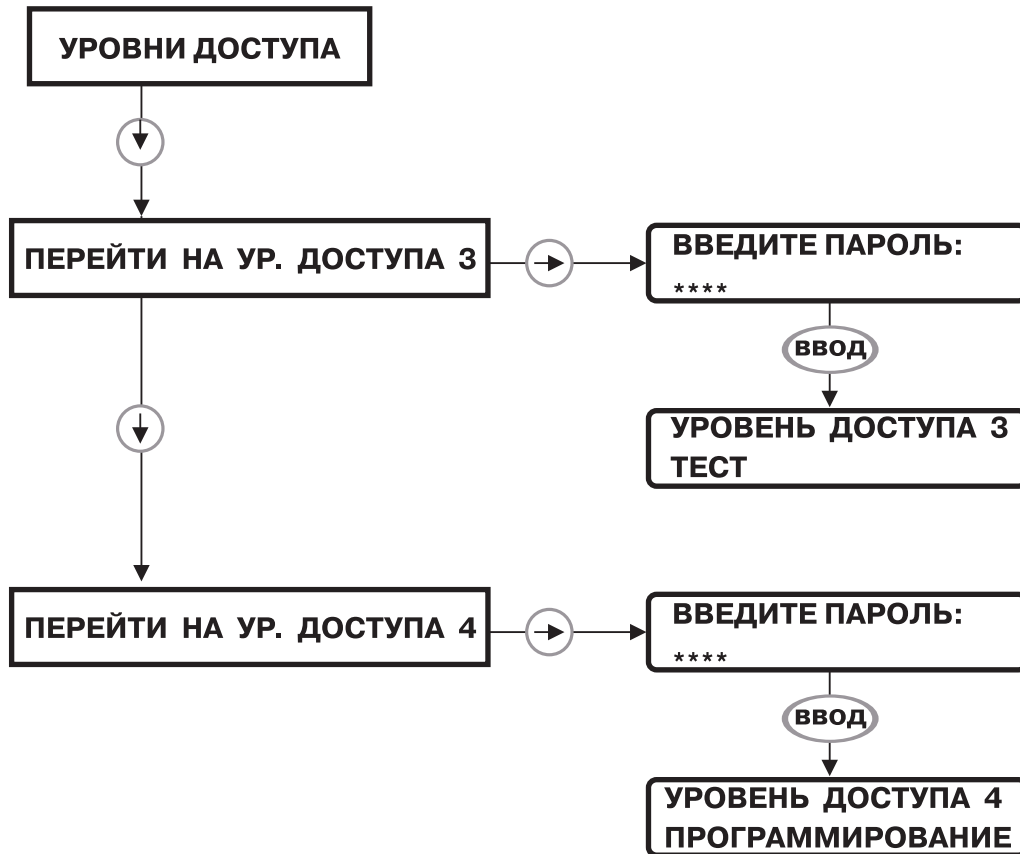 УРОВНИ ДОСТУПА
ПЕРЕЙТИ НА УР. ДОСТУПА 3
ВВЕДИТЕ ПАРОЛЬ:
****
ВВОД
УРОВЕНЬ ДОСТУПА 3
ТЕСТ
ПЕРЕЙТИ НА УР. ДОСТУПА 4
ВВЕДИТЕ ПАРОЛЬ:
****
ВВОД
УРОВЕНЬ ДОСТУПА 4
ПРОГРАММИРОВАНИЕ